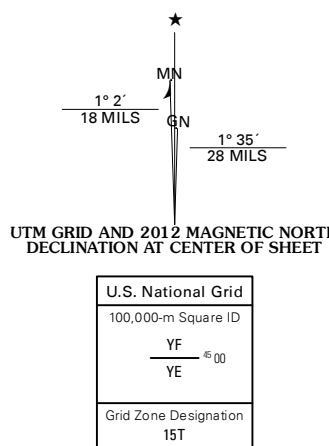 MN
1° 2´
18 MILS
GN
1° 35´
28 MILS
UTM GRID AND 2012 MAGNETIC NORTH
DECLINATION AT CENTER OF SHEET
U.S. National Grid
100,000-m Square ID
YF
45 00
YE
Grid Zone Designation
15T